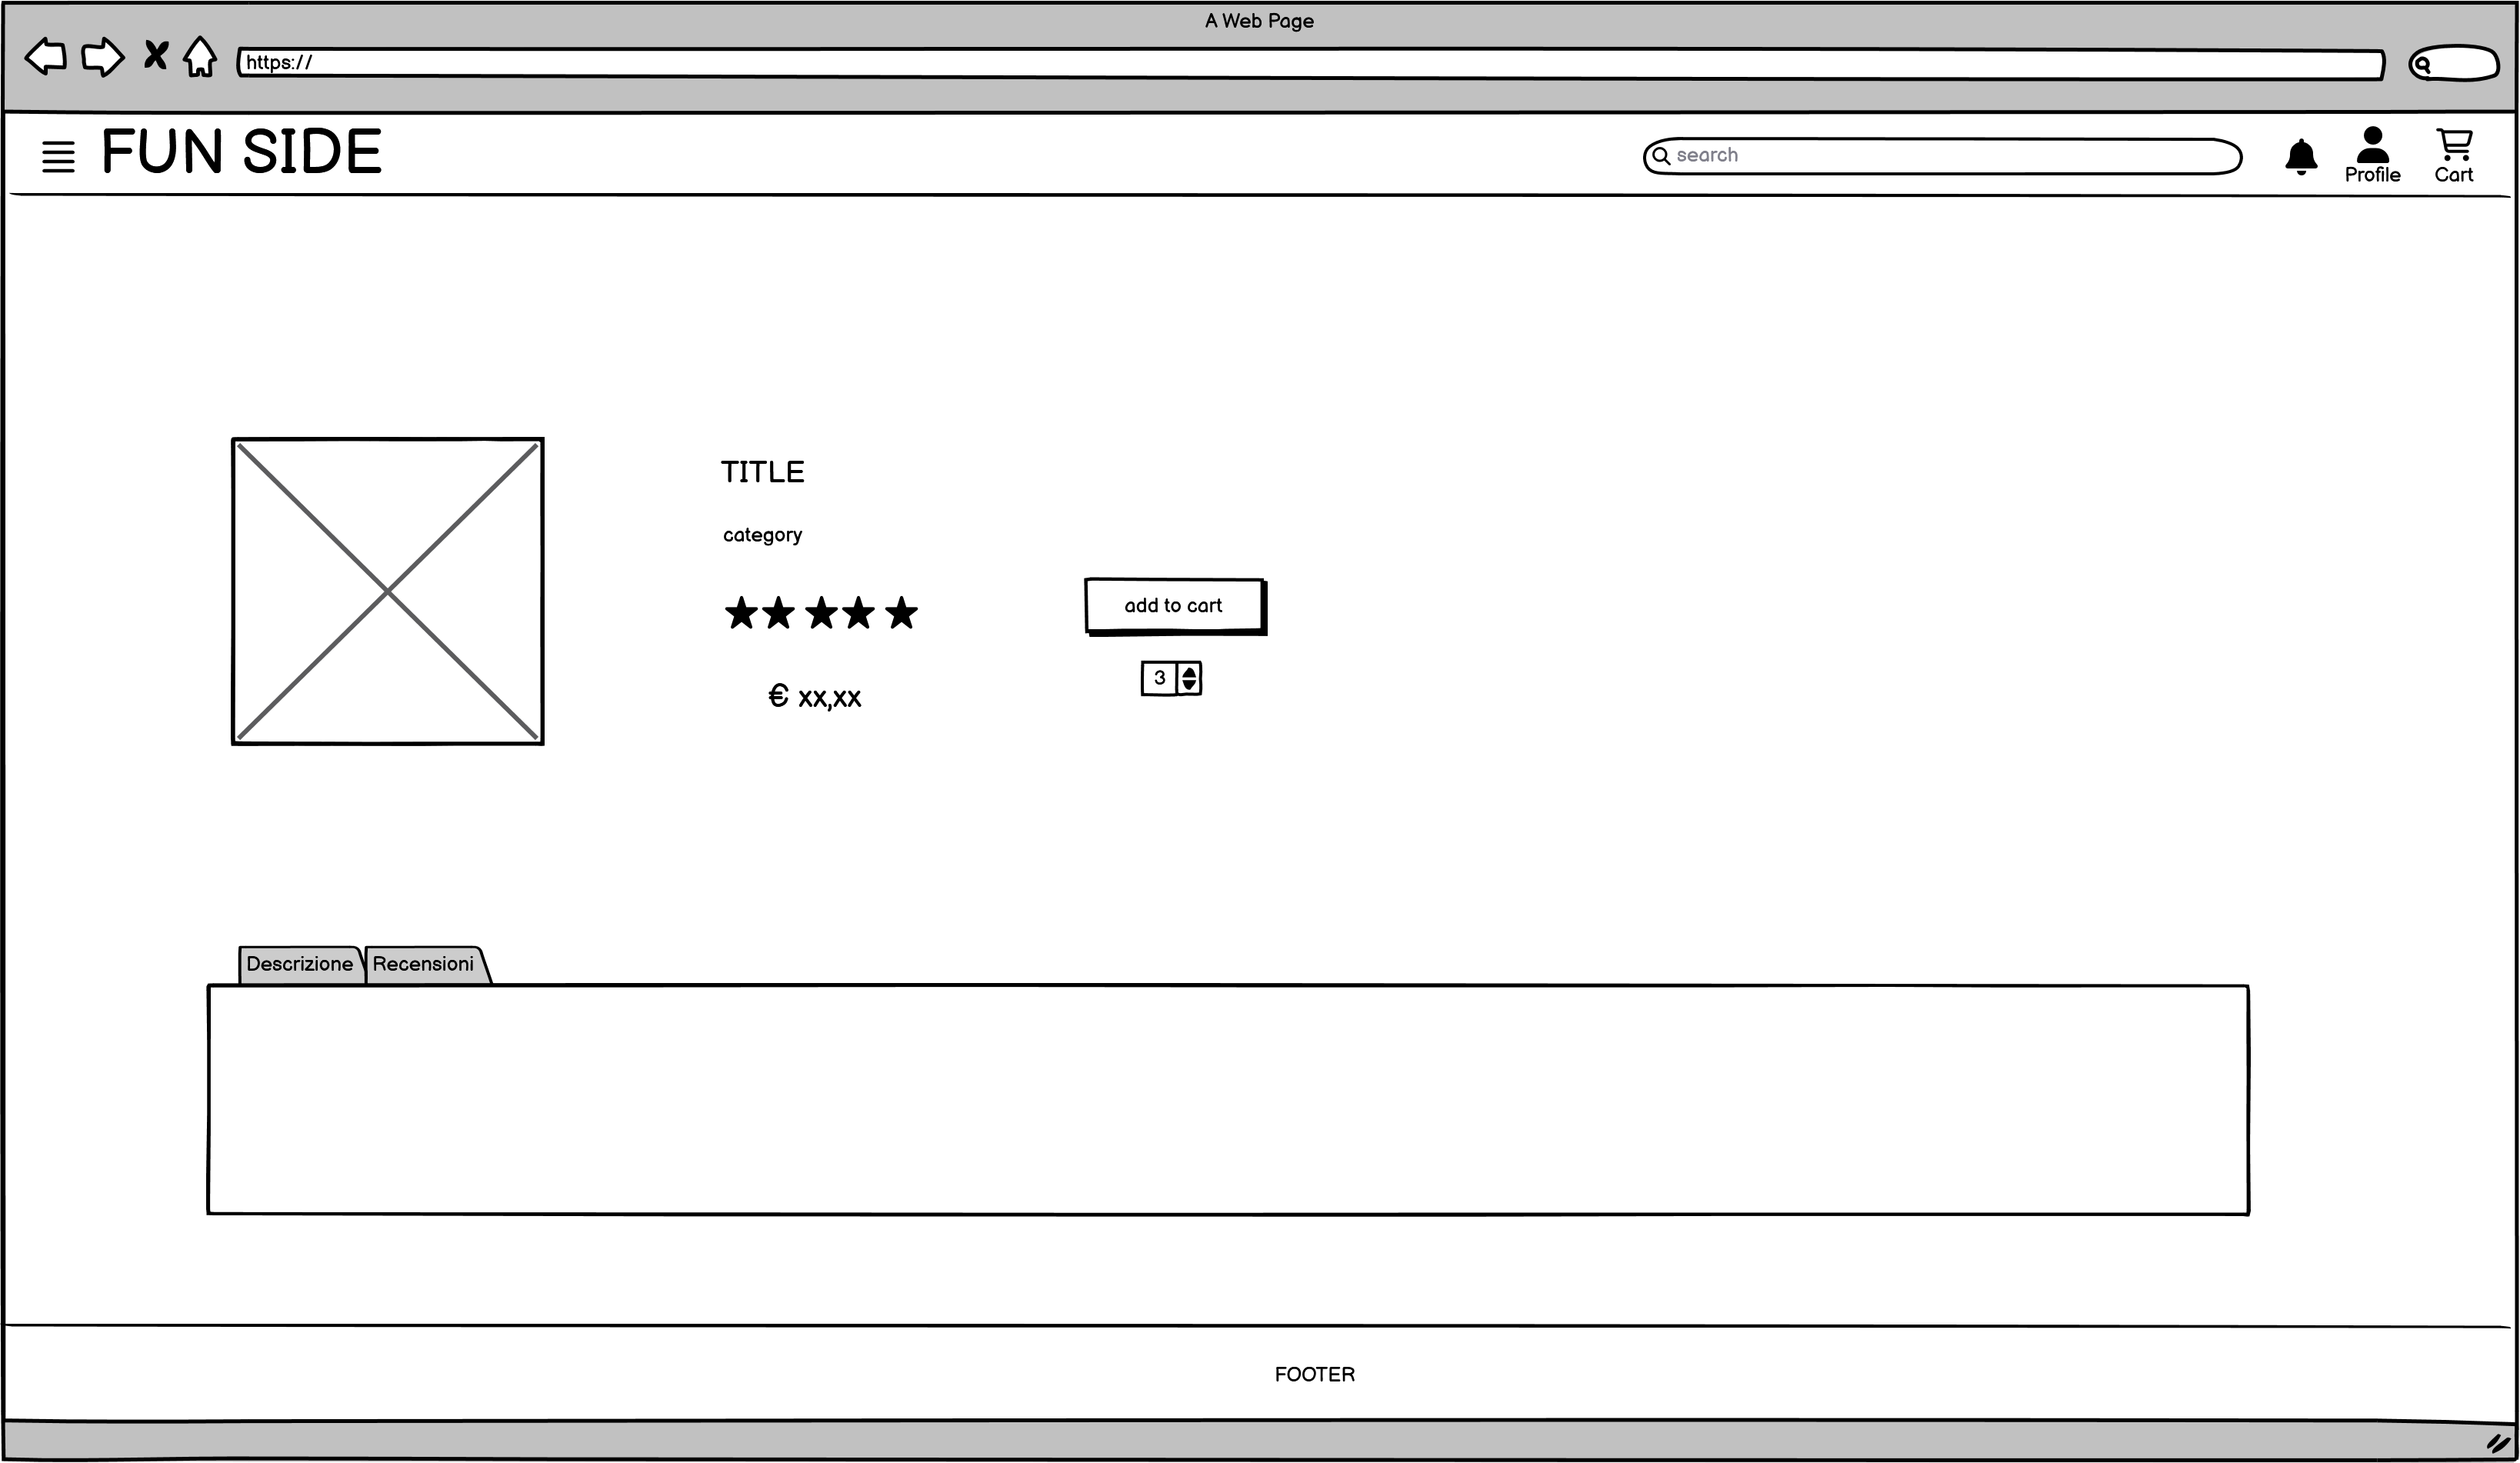 A Web Page
https://
FUN SIDE
search
Profile
Cart
TITLE
category
add to cart
3
€ xx,xx
Descrizione
Recensioni
FOOTER